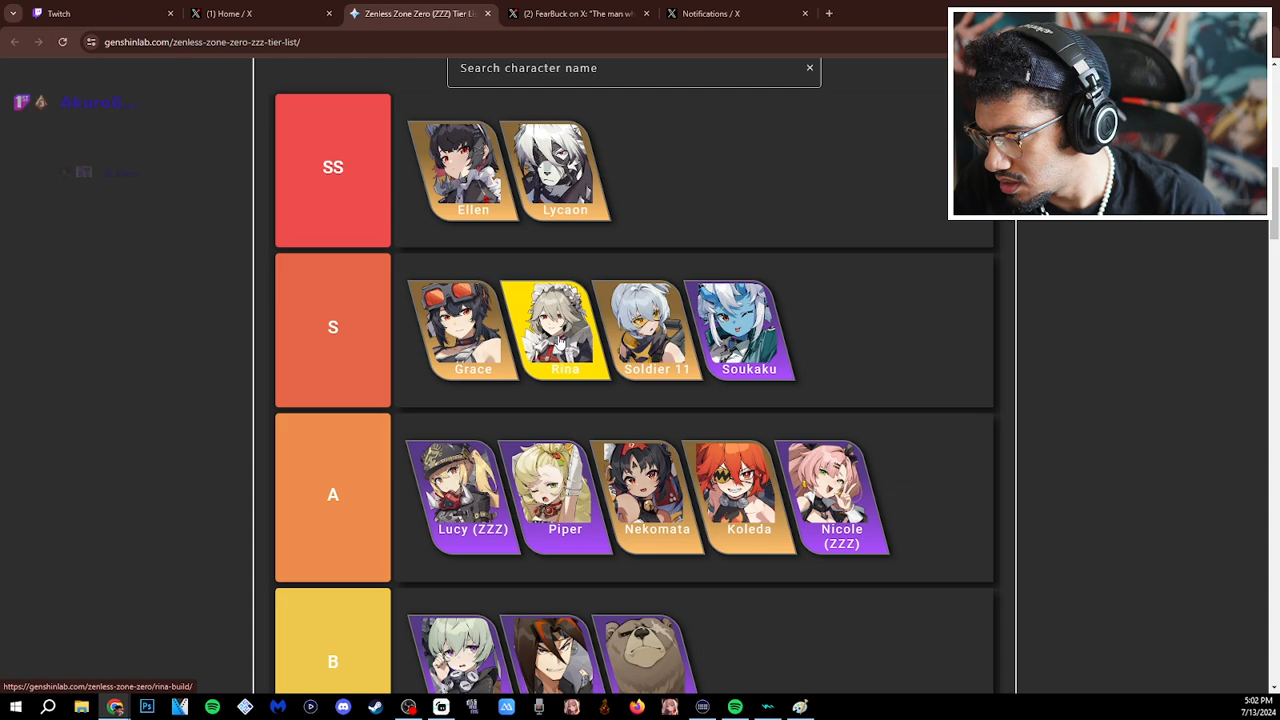 Twitch
(1) Home / X
Zenless Zone Zero (ZZZ) Tier Li
(2) FearBuck on X: "The man wh
Notifications / X
genshinlab.com/zenless-zone-zero-zzz-tier-list/
Search character name
SS
Ellen
Lycaon
S
Grace
Rina
Soldier 11
Soukaku
A
Lucy (ZZZ)
Piper
Nekomata
Koleda
Nicole
(ZZZ)
B
https://genshinlab.com/zenless-zone-zero/rina-build/
5:02 PM
7/13/2024